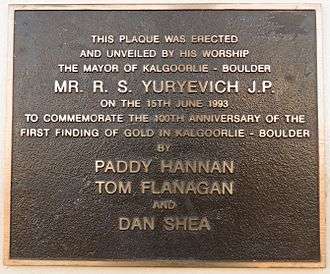 THIS PLAQUE WAS ERECTED
AND UNVEILED BY HIS WORSHIP
THE MAYOR OF KALGOORLIE - BOULDER
MR. R. S. YURYEVICH J.P.
ON THE 15TH JUNE 1993
TO COMMEMORATE THE 100TH ANNIVERSARY OF THE
FIRST FINDING OF GOLD IN KALGOORLIE - BOULDER
BY
PADDY HANNAN
TOM FLANAGAN
AND
DAN SHEA